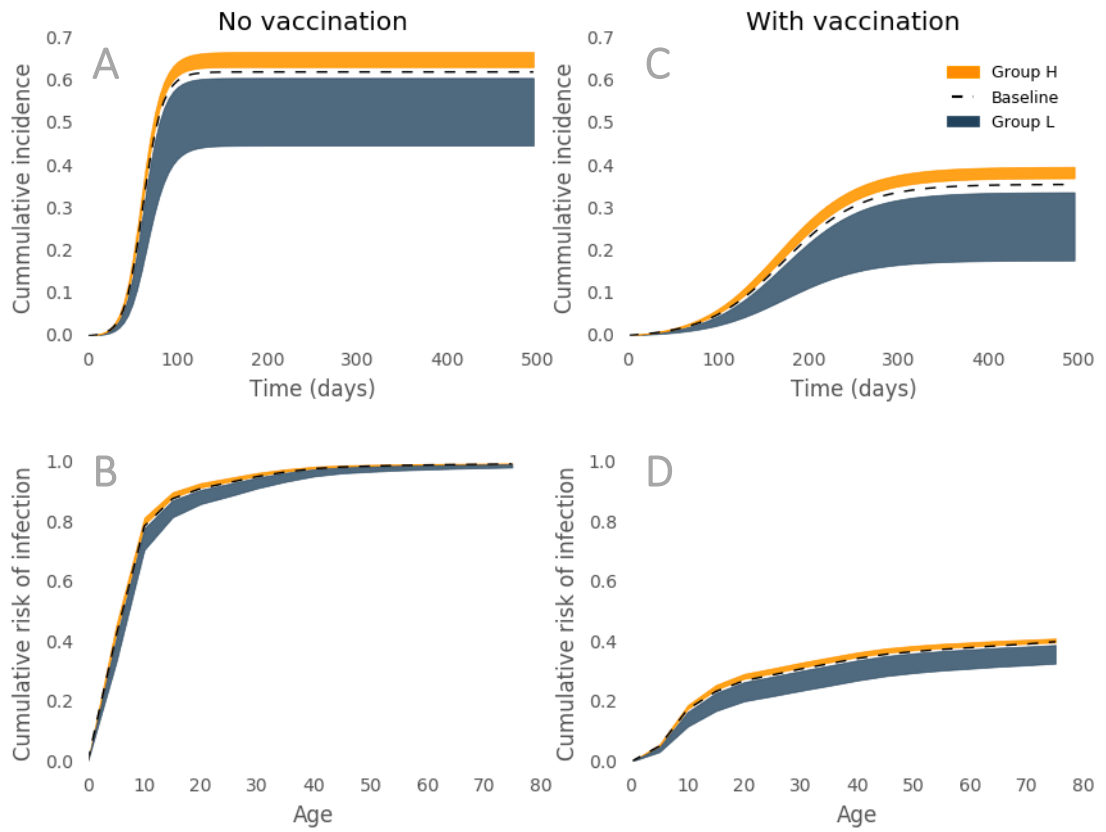 No vaccination
With vaccination
A
Cummulative incidence
0.7
0.6
0.5
0.4
0.3
0.2
0.1
0.0
0 100 200 300 400 500
Time (days)
C
Cummulative incidence
0.7
0.6
0.5
0.4
0.3
0.2
0.1
0.0
0 100 200 300 400 500
Time (days)
Group H
Baseline
Group L
B
Cumulative risk of infection
1.0
0.8
0.6
0.4
0.2
0.0
0 10 20 30 40 50 60 70 80
Age
D
Cumulative risk of infection
1.0
0.8
0.6
0.4
0.2
0.0
0 10 20 30 40 50 60 70 80
Age